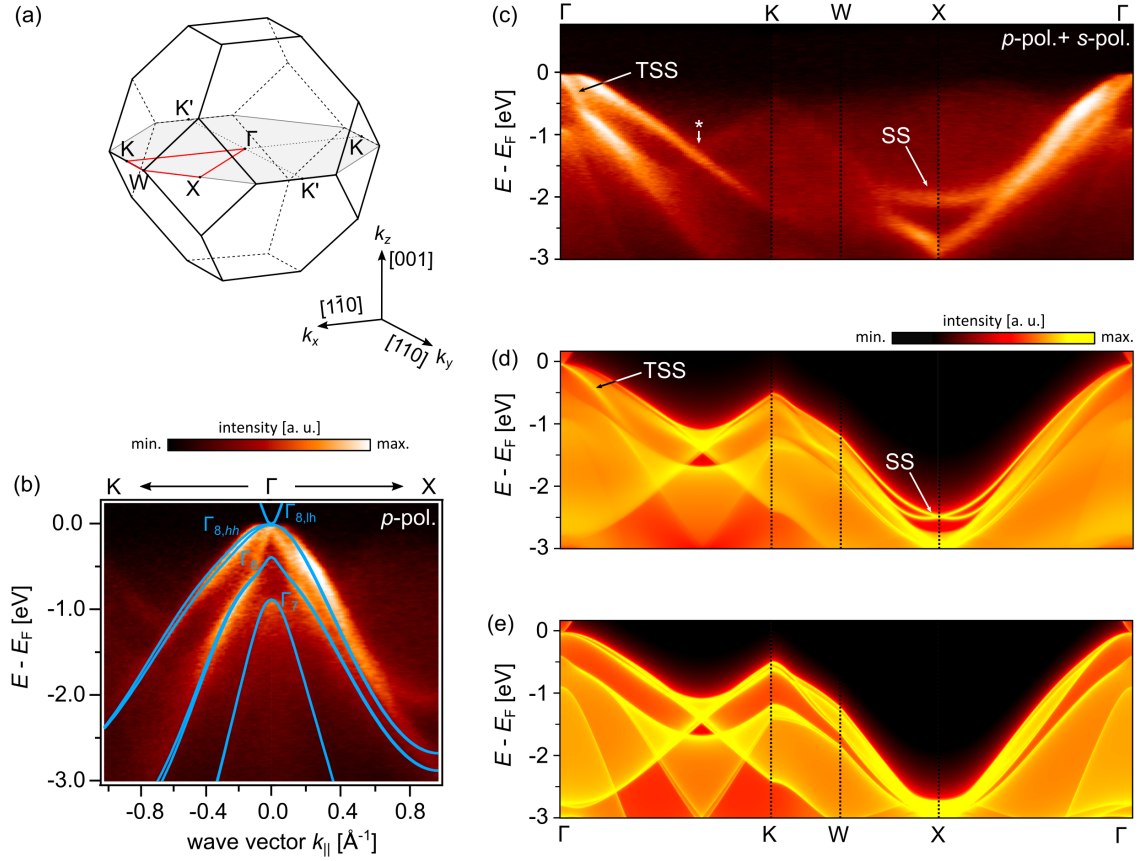 (a)
K'
K
Γ
K
W
X
K'
k_z
[001]
[11̄0]
k_x
[110]
k_y
intensity [a. u.]
min.
max.
(b)
K
Γ
X
p-pol.
Γ8,hh
Γ8,lh
Γ7
0.0
-1.0
-2.0
-3.0
E - E_F [eV]
-0.8
-0.4
0.0
0.4
0.8
wave vector k_|| [Å⁻¹]
(c)
Γ
K
W
X
Γ
p-pol.+ s-pol.
TSS
*
SS
0
-1
-2
-3
E - E_F [eV]
intensity [a. u.]
min.
max.
(d)
TSS
SS
0
-1
-2
-3
E - E_F [eV]
(e)
0
-1
-2
-3
E - E_F [eV]
Γ
K
W
X
Γ